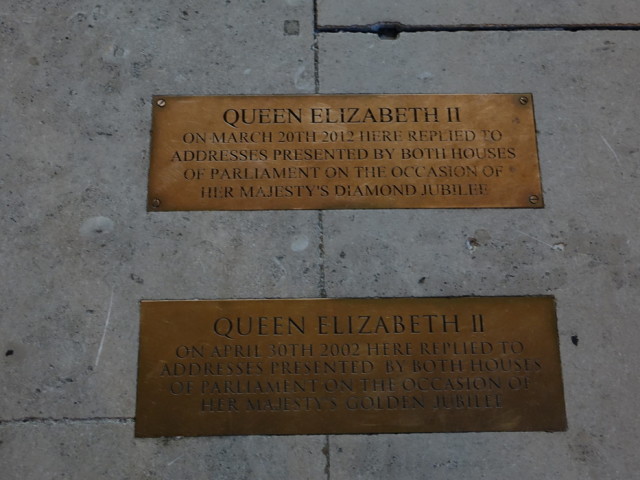 QUEEN ELIZABETH II
ON MARCH 20TH 2012 HERE REPLIED TO
ADDRESSES PRESENTED BY BOTH HOUSES
OF PARLIAMENT ON THE OCCASION OF
HER MAJESTY'S DIAMOND JUBILEE
QUEEN ELIZABETH II
ON APRIL 30TH 2002 HERE REPLIED TO
ADDRESSES PRESENTED BY BOTH HOUSES
OF PARLIAMENT ON THE OCCASION OF
HER MAJESTY'S GOLDEN JUBILEE